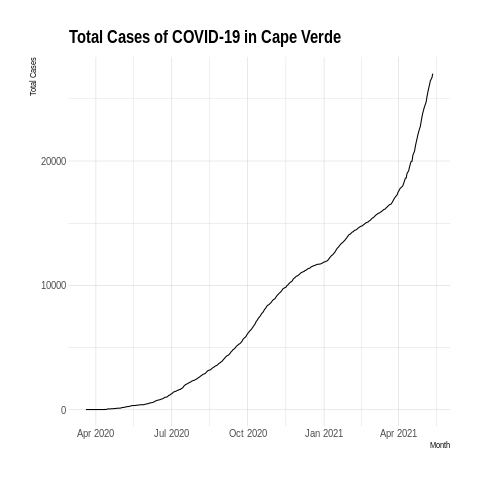 Total Cases of COVID-19 in Cape Verde
Total Cases
20000
10000
0
Apr 2020 Jul 2020 Oct 2020 Jan 2021 Apr 2021
Month